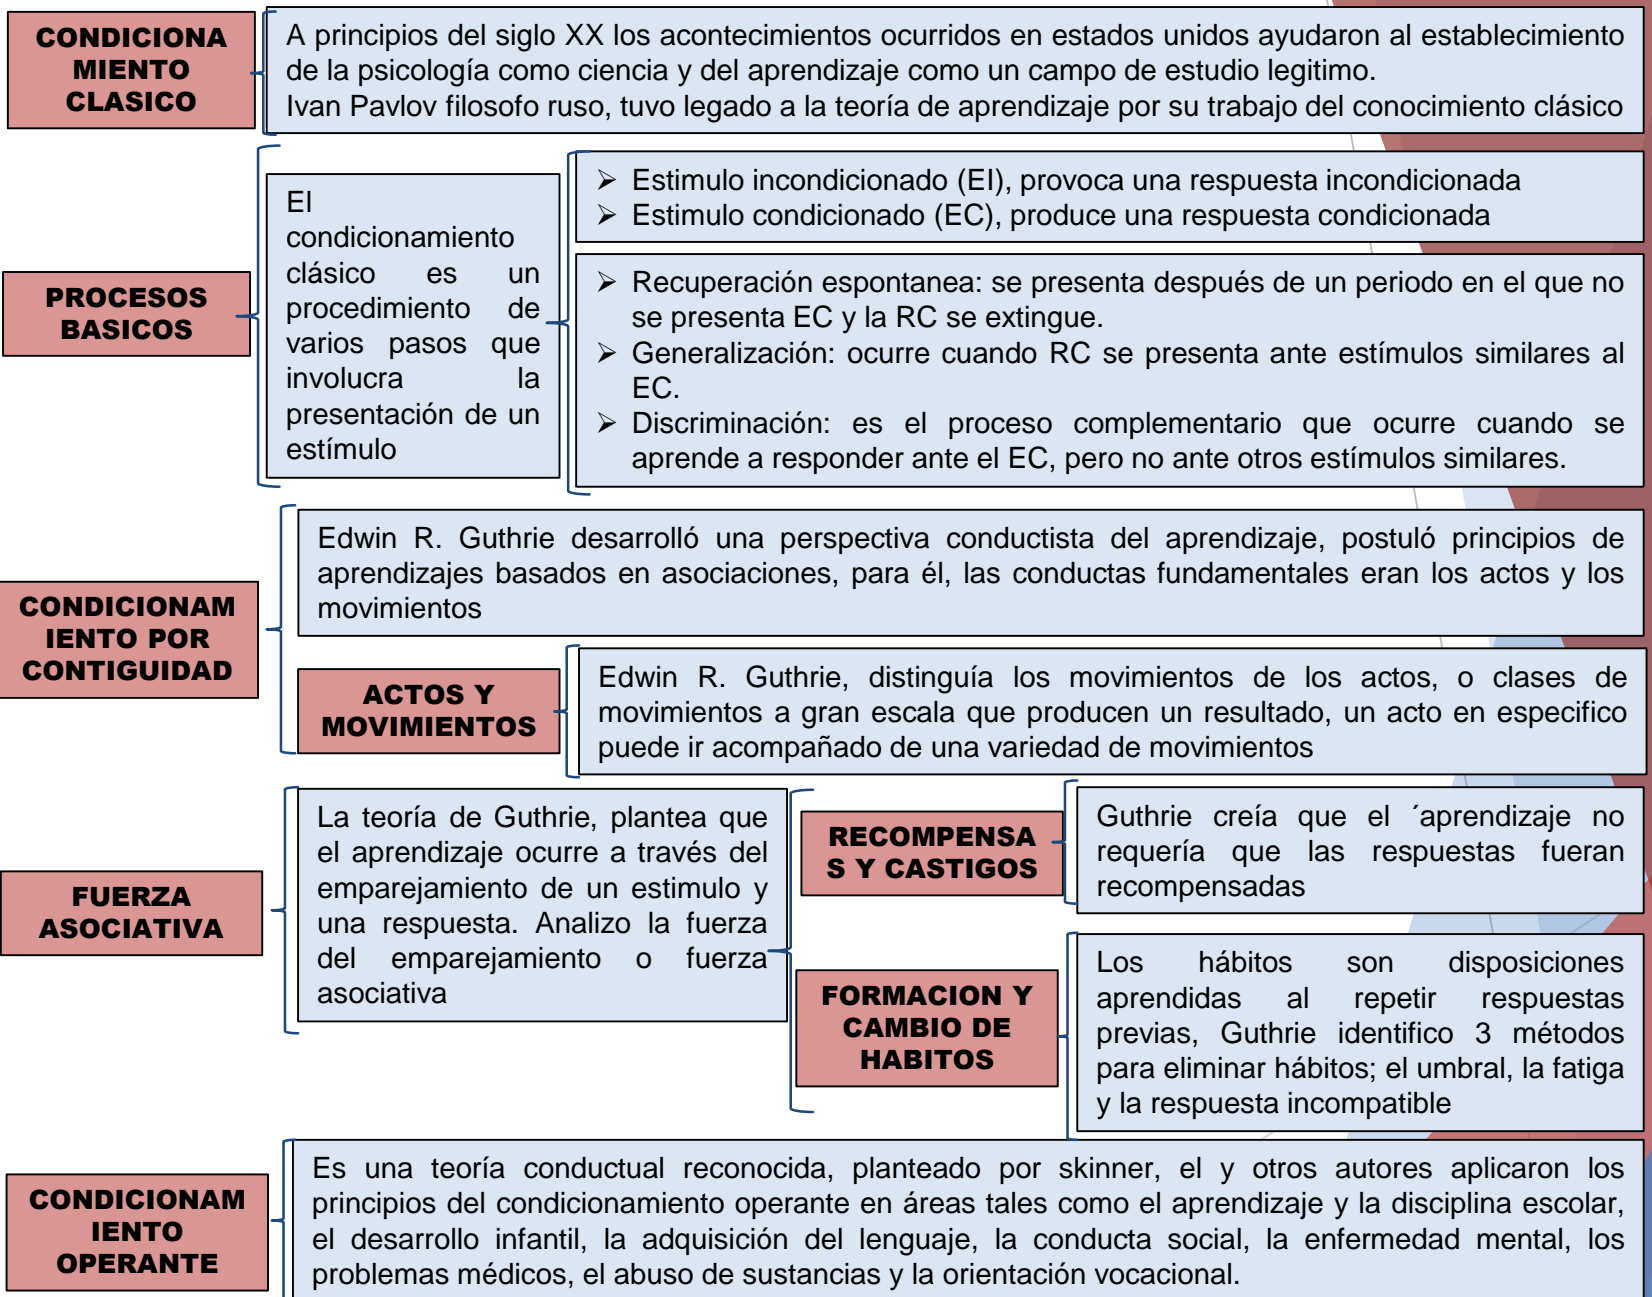 CONDICIONA
MIENTO
CLASICO
A principios del siglo XX los acontecimientos ocurridos en estados unidos ayudaron al establecimiento
de la psicología como ciencia y del aprendizaje como un campo de estudio legitimo.
Ivan Pavlov filosofo ruso, tuvo legado a la teoría de aprendizaje por su trabajo del conocimiento clásico
PROCESOS
BASICOS
El
condicionamiento
clásico es un
procedimiento de
varios pasos que
involucra la
presentación de un
estímulo
➢ Estimulo incondicionado (EI), provoca una respuesta incondicionada
➢ Estimulo condicionado (EC), produce una respuesta condicionada
➢ Recuperación espontanea: se presenta después de un periodo en el que no
se presenta EC y la RC se extingue.
➢ Generalización: ocurre cuando RC se presenta ante estímulos similares al
EC.
➢ Discriminación: es el proceso complementario que ocurre cuando se
aprende a responder ante el EC, pero no ante otros estímulos similares.
CONDICIONAM
IENTO POR
CONTIGUIDAD
Edwin R. Guthrie desarrolló una perspectiva conductista del aprendizaje, postuló principios de
aprendizajes basados en asociaciones, para él, las conductas fundamentales eran los actos y los
movimientos
ACTOS Y
MOVIMIENTOS
Edwin R. Guthrie, distinguía los movimientos de los actos, o clases de
movimientos a gran escala que producen un resultado, un acto en especifico
puede ir acompañado de una variedad de movimientos
FUERZA
ASOCIATIVA
La teoría de Guthrie, plantea que
el aprendizaje ocurre a través del
emparejamiento de un estimulo y
una respuesta. Analizo la fuerza
del emparejamiento o fuerza
asociativa
RECOMPENSA
S Y CASTIGOS
Guthrie creía que el ´aprendizaje no
requería que las respuestas fueran
recompensadas
FORMACION Y
CAMBIO DE
HABITOS
Los hábitos son disposiciones
aprendidas al repetir respuestas
previas, Guthrie identifico 3 métodos
para eliminar hábitos; el umbral, la fatiga
y la respuesta incompatible
CONDICIONAM
IENTO
OPERANTE
Es una teoría conductual reconocida, planteado por skinner, el y otros autores aplicaron los
principios del condicionamiento operante en áreas tales como el aprendizaje y la disciplina escolar,
el desarrollo infantil, la adquisición del lenguaje, la conducta social, la enfermedad mental, los
problemas médicos, el abuso de sustancias y la orientación vocacional.